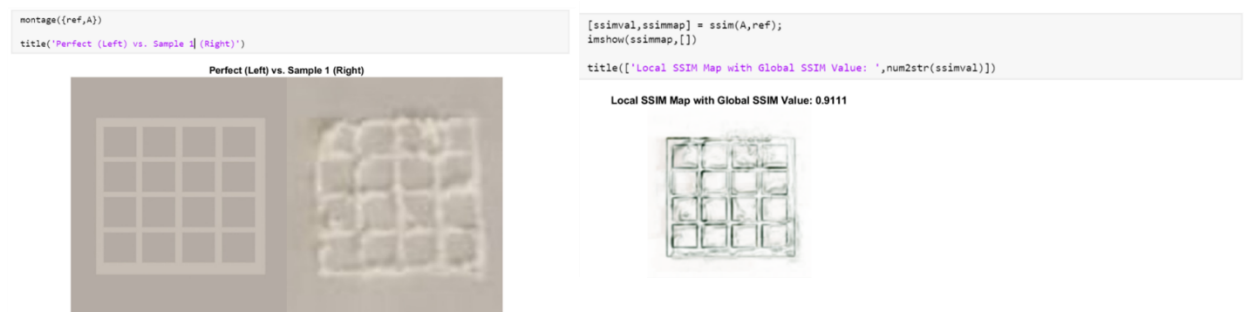 montage({ref,A})
title('Perfect (Left) vs. Sample 1 (Right)')
Perfect (Left) vs. Sample 1 (Right)
[ssimval,ssimmap] = ssim(A,ref);
imshow(ssimmap,[])
title(['Local SSIM Map with Global SSIM Value: ',num2str(ssimval)])
Local SSIM Map with Global SSIM Value: 0.9111